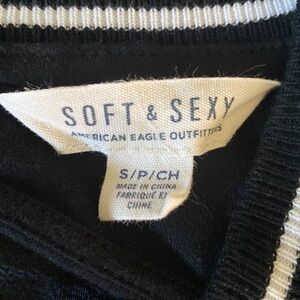 SOFT & SEXY
AMERICAN EAGLE OUTFITTERS
S/P/CH
MADE IN CHINA
FABRIQUÉ EN
CHINE